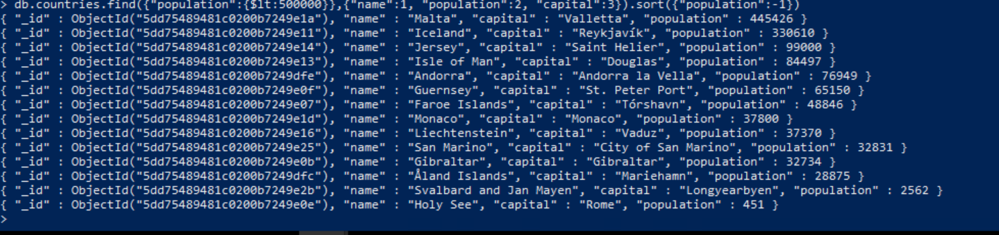 > db.countries.find({"population":{$lt:500000}},{"name":1, "population":2, "capital":3}).sort({"population":-1})
{ "_id" : ObjectId("5dd75489481c0200b7249e1a"), "name" : "Malta", "capital" : "Valletta", "population" : 445426 }
{ "_id" : ObjectId("5dd75489481c0200b7249e11"), "name" : "Iceland", "capital" : "Reykjavík", "population" : 330610 }
{ "_id" : ObjectId("5dd75489481c0200b7249e14"), "name" : "Jersey", "capital" : "Saint Helier", "population" : 99000 }
{ "_id" : ObjectId("5dd75489481c0200b7249e13"), "name" : "Isle of Man", "capital" : "Douglas", "population" : 84497 }
{ "_id" : ObjectId("5dd75489481c0200b7249dfe"), "name" : "Andorra", "capital" : "Andorra la Vella", "population" : 76949 }
{ "_id" : ObjectId("5dd75489481c0200b7249e0f"), "name" : "Guernsey", "capital" : "St. Peter Port", "population" : 65150 }
{ "_id" : ObjectId("5dd75489481c0200b7249e07"), "name" : "Faroe Islands", "capital" : "Tórshavn", "population" : 48846 }
{ "_id" : ObjectId("5dd75489481c0200b7249e1d"), "name" : "Monaco", "capital" : "Monaco", "population" : 37800 }
{ "_id" : ObjectId("5dd75489481c0200b7249e16"), "name" : "Liechtenstein", "capital" : "Vaduz", "population" : 37370 }
{ "_id" : ObjectId("5dd75489481c0200b7249e25"), "name" : "San Marino", "capital" : "City of San Marino", "population" : 32831 }
{ "_id" : ObjectId("5dd75489481c0200b7249e0b"), "name" : "Gibraltar", "capital" : "Gibraltar", "population" : 32734 }
{ "_id" : ObjectId("5dd75489481c0200b7249dfc"), "name" : "Åland Islands", "capital" : "Mariehamn", "population" : 28875 }
{ "_id" : ObjectId("5dd75489481c0200b7249e2b"), "name" : "Svalbard and Jan Mayen", "capital" : "Longyearbyen", "population" : 2562 }
{ "_id" : ObjectId("5dd75489481c0200b7249e0e"), "name" : "Holy See", "capital" : "Rome", "population" : 451 }
>